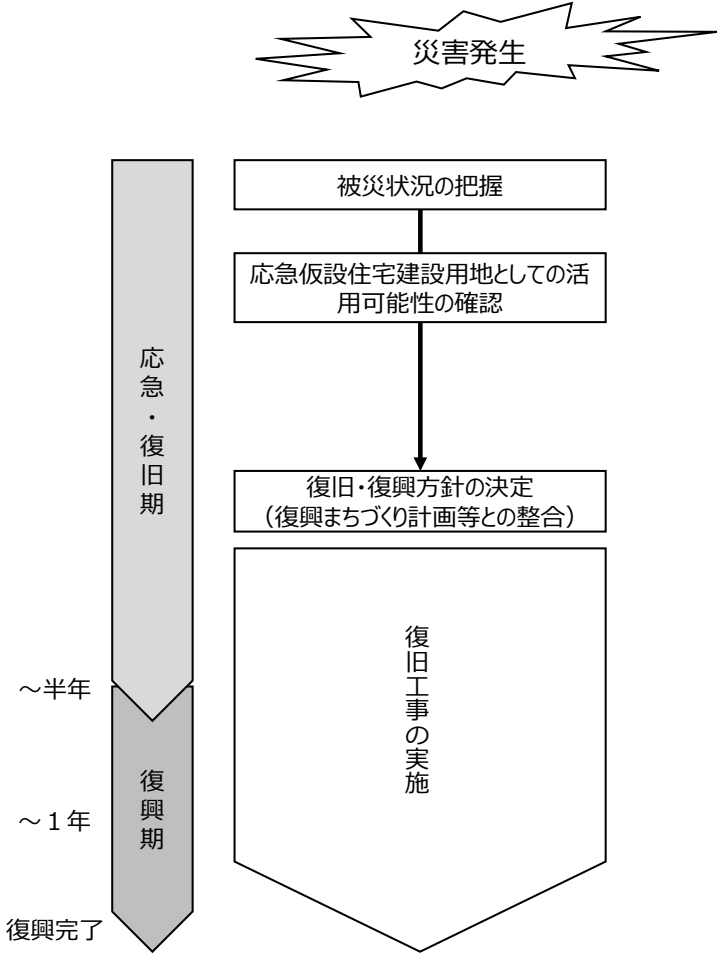 災害発生
被災状況の把握
応急仮設住宅建設用地としての活
用可能性の確認
応急・復旧期
復旧・復興方針の決定
（復興まちづくり計画等との整合）
復旧工事の実施
～半年
復興期
～１年
復興完了